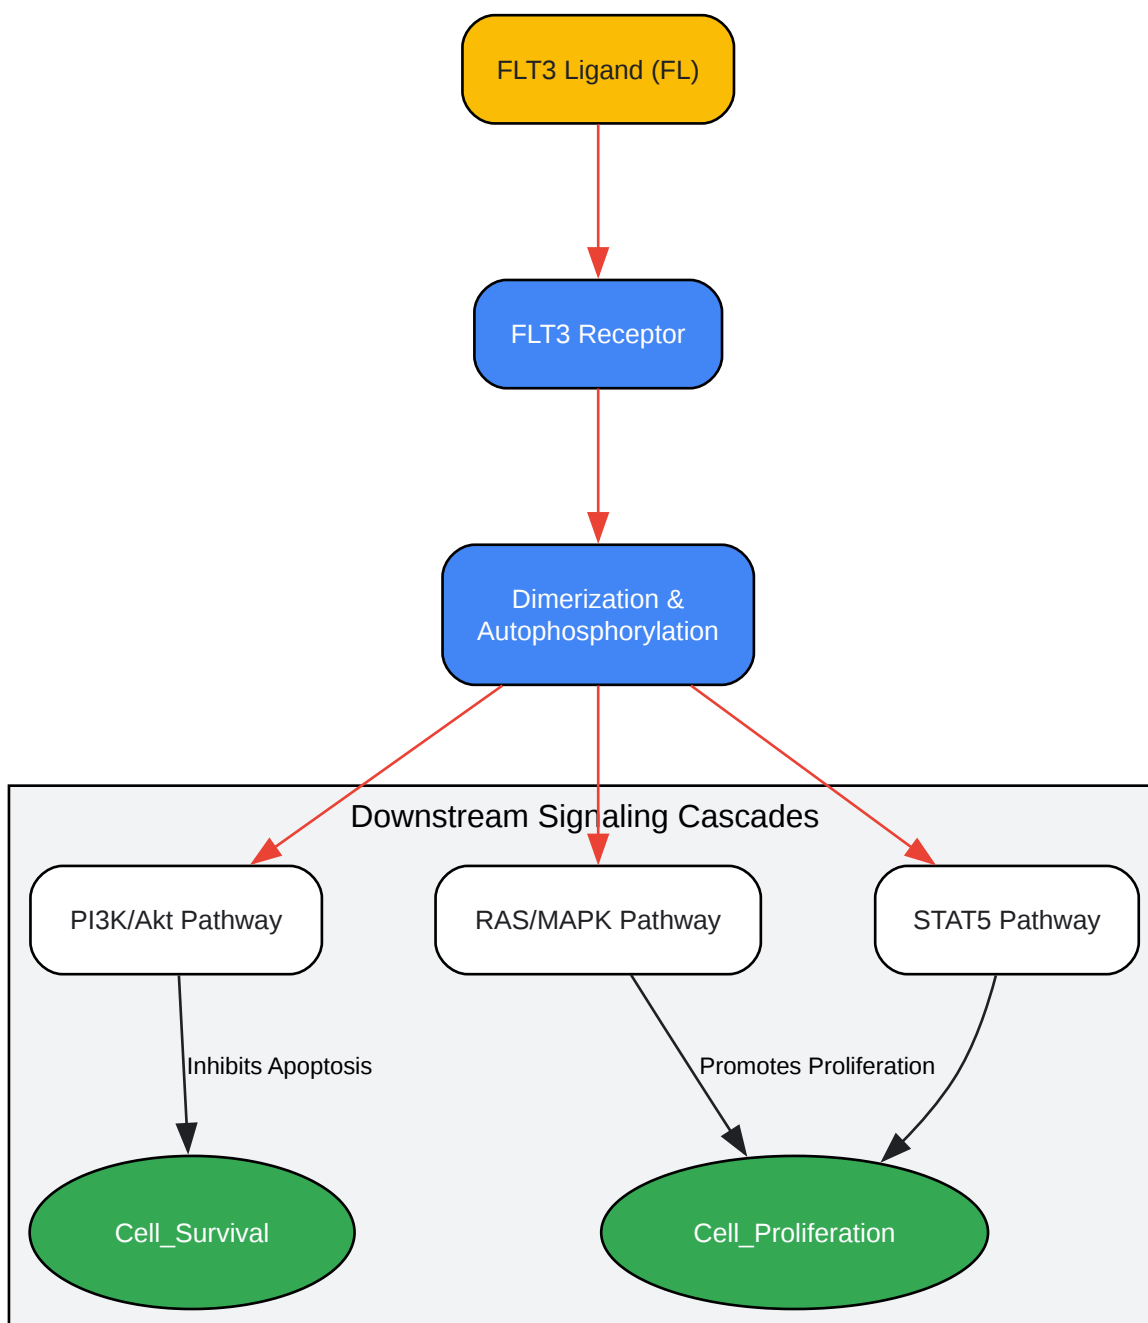 FLT3 Ligand (FL)
FLT3 Receptor
Dimerization &
Autophosphorylation
Downstream Signaling Cascades
PI3K/Akt Pathway
RAS/MAPK Pathway
STAT5 Pathway
Inhibits Apoptosis
Promotes Proliferation
Cell_Survival
Cell_Proliferation